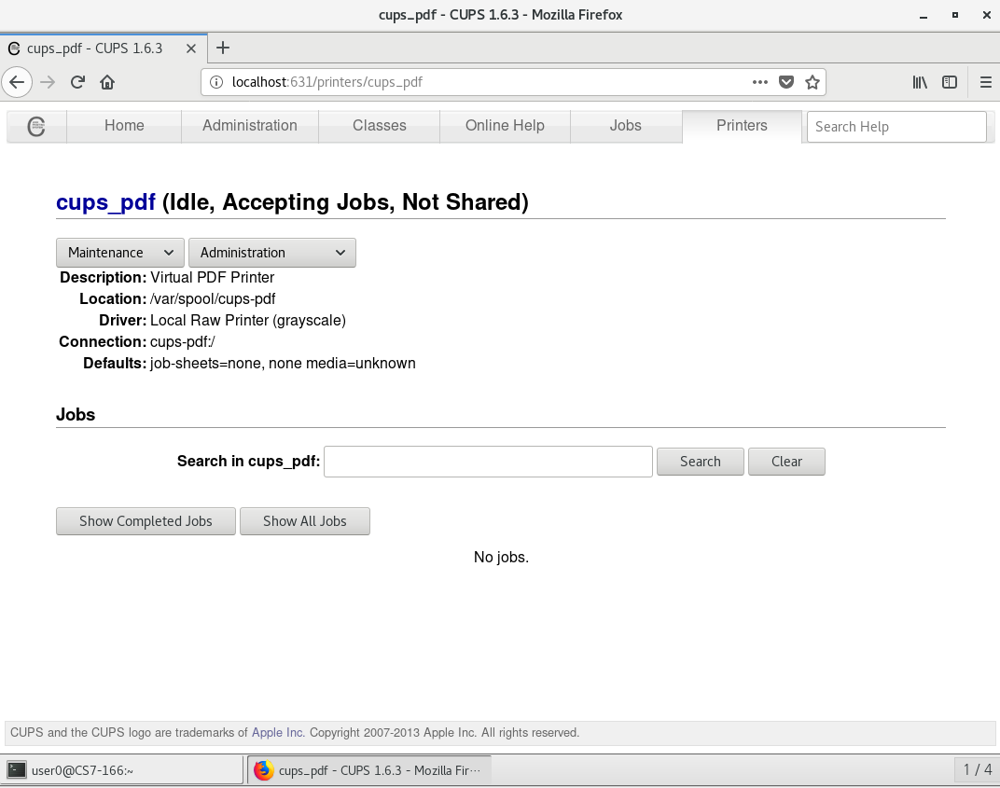 cups_pdf - CUPS 1.6.3 - Mozilla Firefox
cups_pdf - CUPS 1.6.3
localhost:631/printers/cups_pdf
Home Administration Classes Online Help Jobs Printers Search Help
cups_pdf (Idle, Accepting Jobs, Not Shared)
Maintenance Administration
Description: Virtual PDF Printer
Location: /var/spool/cups-pdf
Driver: Local Raw Printer (grayscale)
Connection: cups-pdf:/
Defaults: job-sheets=none, none media=unknown
Jobs
Search in cups_pdf: Search Clear
Show Completed Jobs Show All Jobs
No jobs.
CUPS and the CUPS logo are trademarks of Apple Inc. Copyright 2007-2013 Apple Inc. All rights reserved.
user0@CS7-166:~ cups_pdf - CUPS 1.6.3 - Mozilla Fir··· 1 / 4